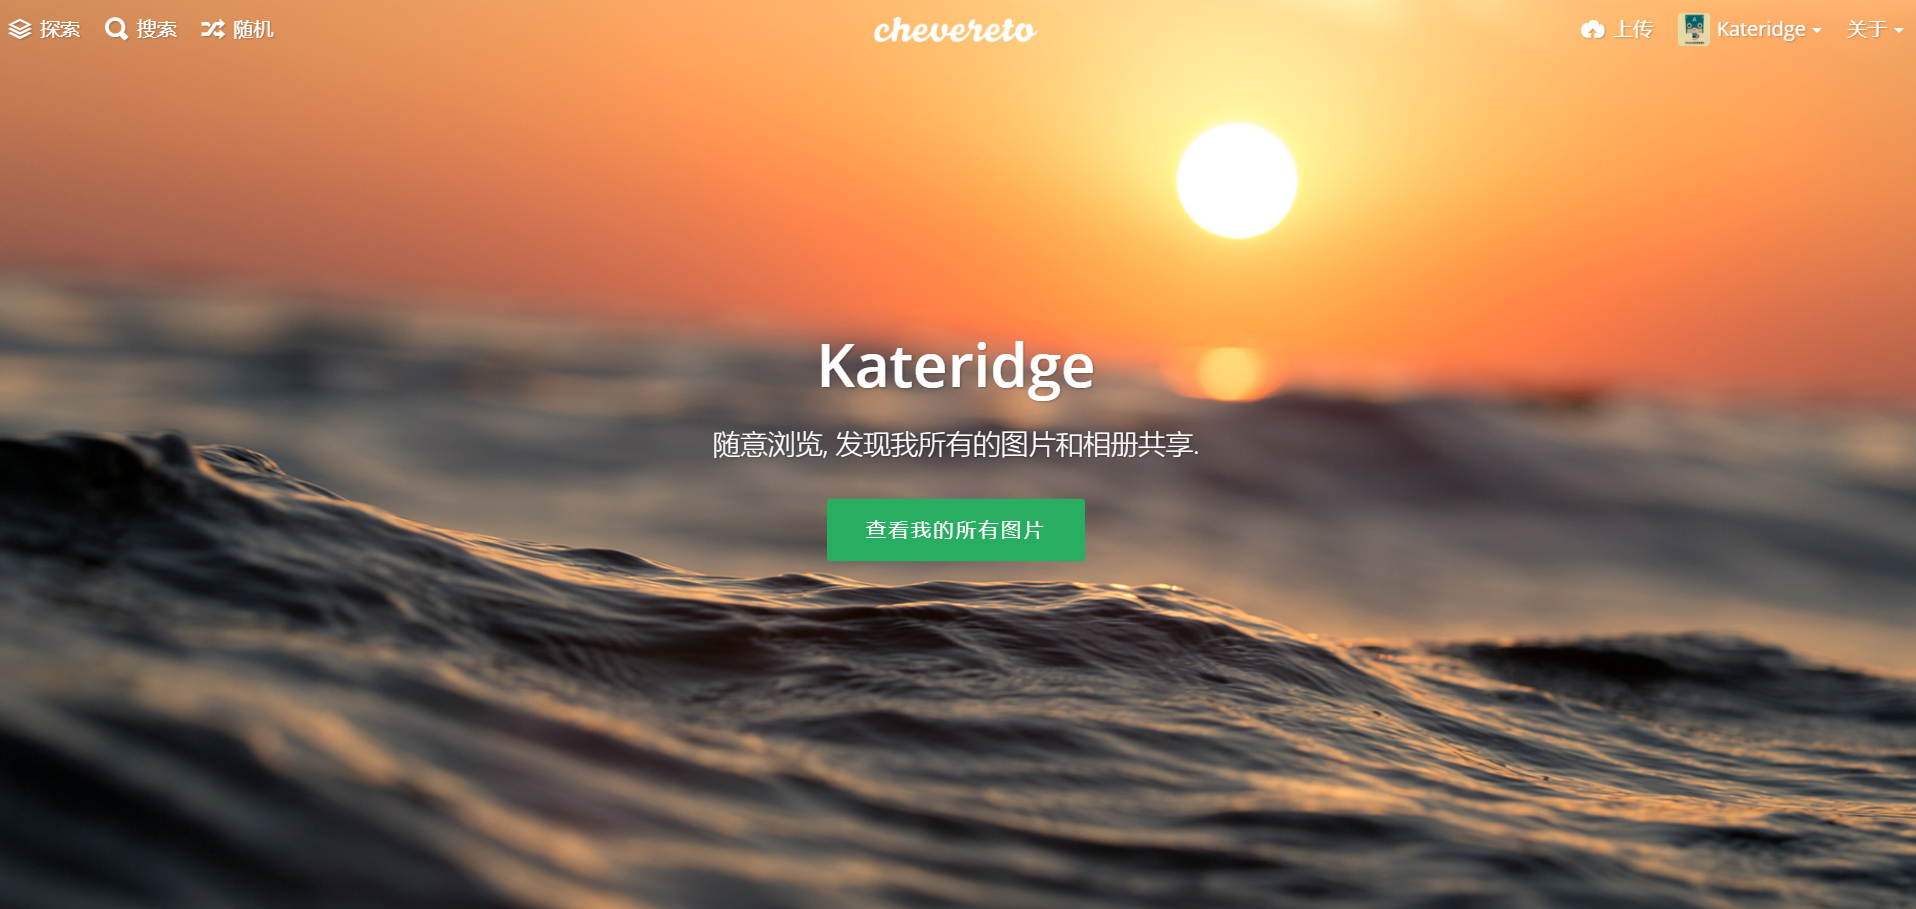 探索 搜索 随机 chevereto 上传 Kateridge 关于
Kateridge
随意浏览, 发现我所有的图片和相册共享.
查看我的所有图片